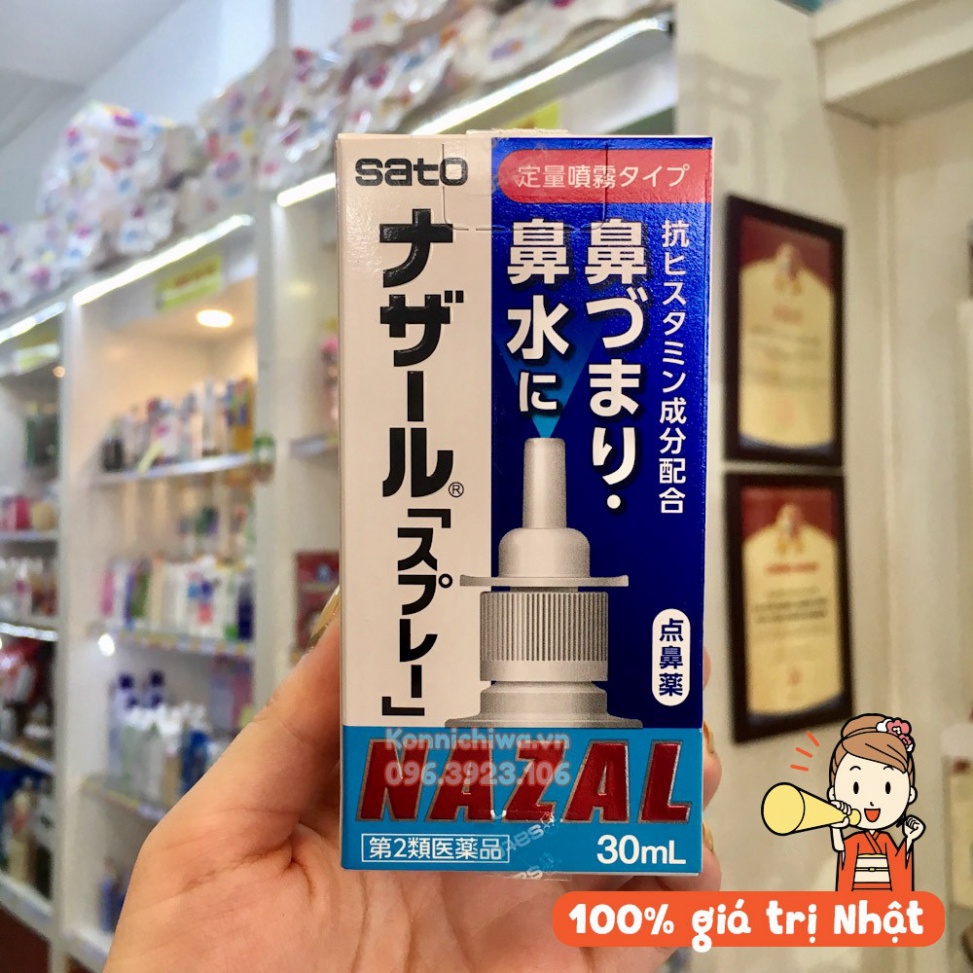 sato
定量噴霧タイプ
抗ヒスタミン成分配合
鼻づまり・
鼻水に
ナザール®「スプレー」
点鼻薬
Konnichiwa.vn
096.3923.106
NAZAL
第2類医薬品
30mL
100% giá trị Nhật